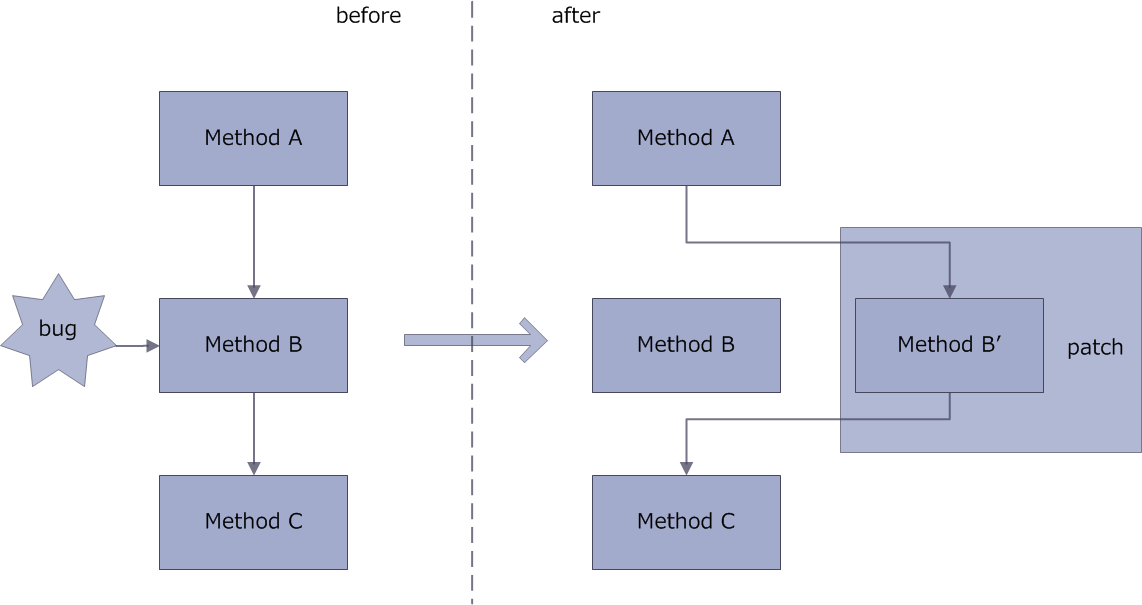 before
after
Method A
bug
Method B
Method C
Method A
Method B
Method B′
patch
Method C